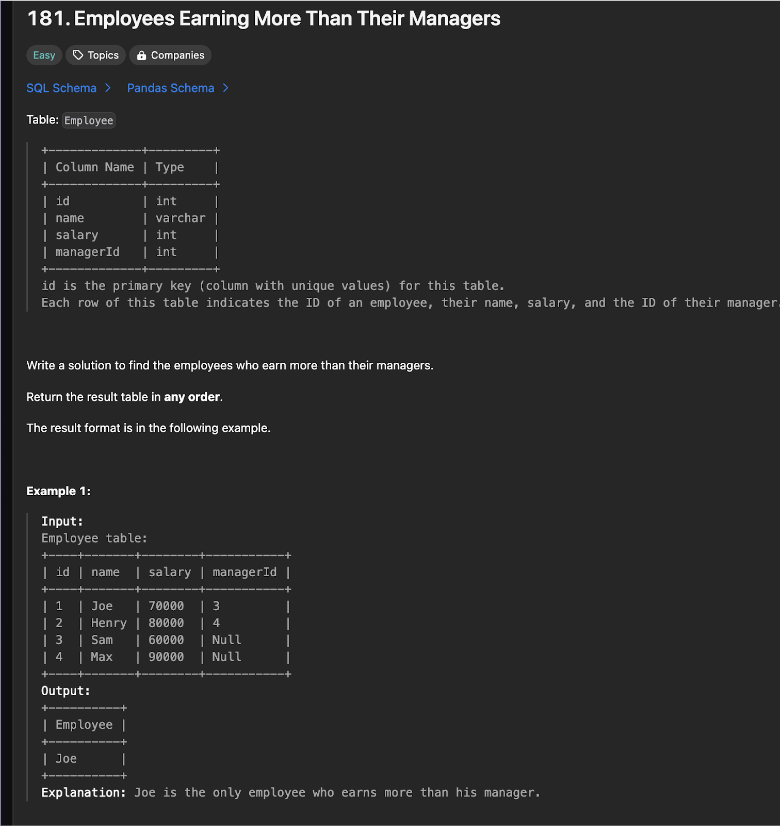 181. Employees Earning More Than Their Managers
Easy Topics Companies
SQL Schema > Pandas Schema >
Table: Employee
+-------------+---------+
| Column Name | Type    |
+-------------+---------+
| id          | int     |
| name        | varchar |
| salary      | int     |
| managerId   | int     |
+-------------+---------+
id is the primary key (column with unique values) for this table.
Each row of this table indicates the ID of an employee, their name, salary, and the ID of their manager.
Write a solution to find the employees who earn more than their managers.
Return the result table in any order.
The result format is in the following example.
Example 1:
Input:
Employee table:
+----+-------+--------+-----------+
| id | name  | salary | managerId |
+----+-------+--------+-----------+
| 1  | Joe   | 70000  | 3         |
| 2  | Henry | 80000  | 4         |
| 3  | Sam   | 60000  | Null      |
| 4  | Max   | 90000  | Null      |
+----+-------+--------+-----------+
Output:
+----------+
| Employee |
+----------+
| Joe      |
+----------+
Explanation: Joe is the only employee who earns more than his manager.